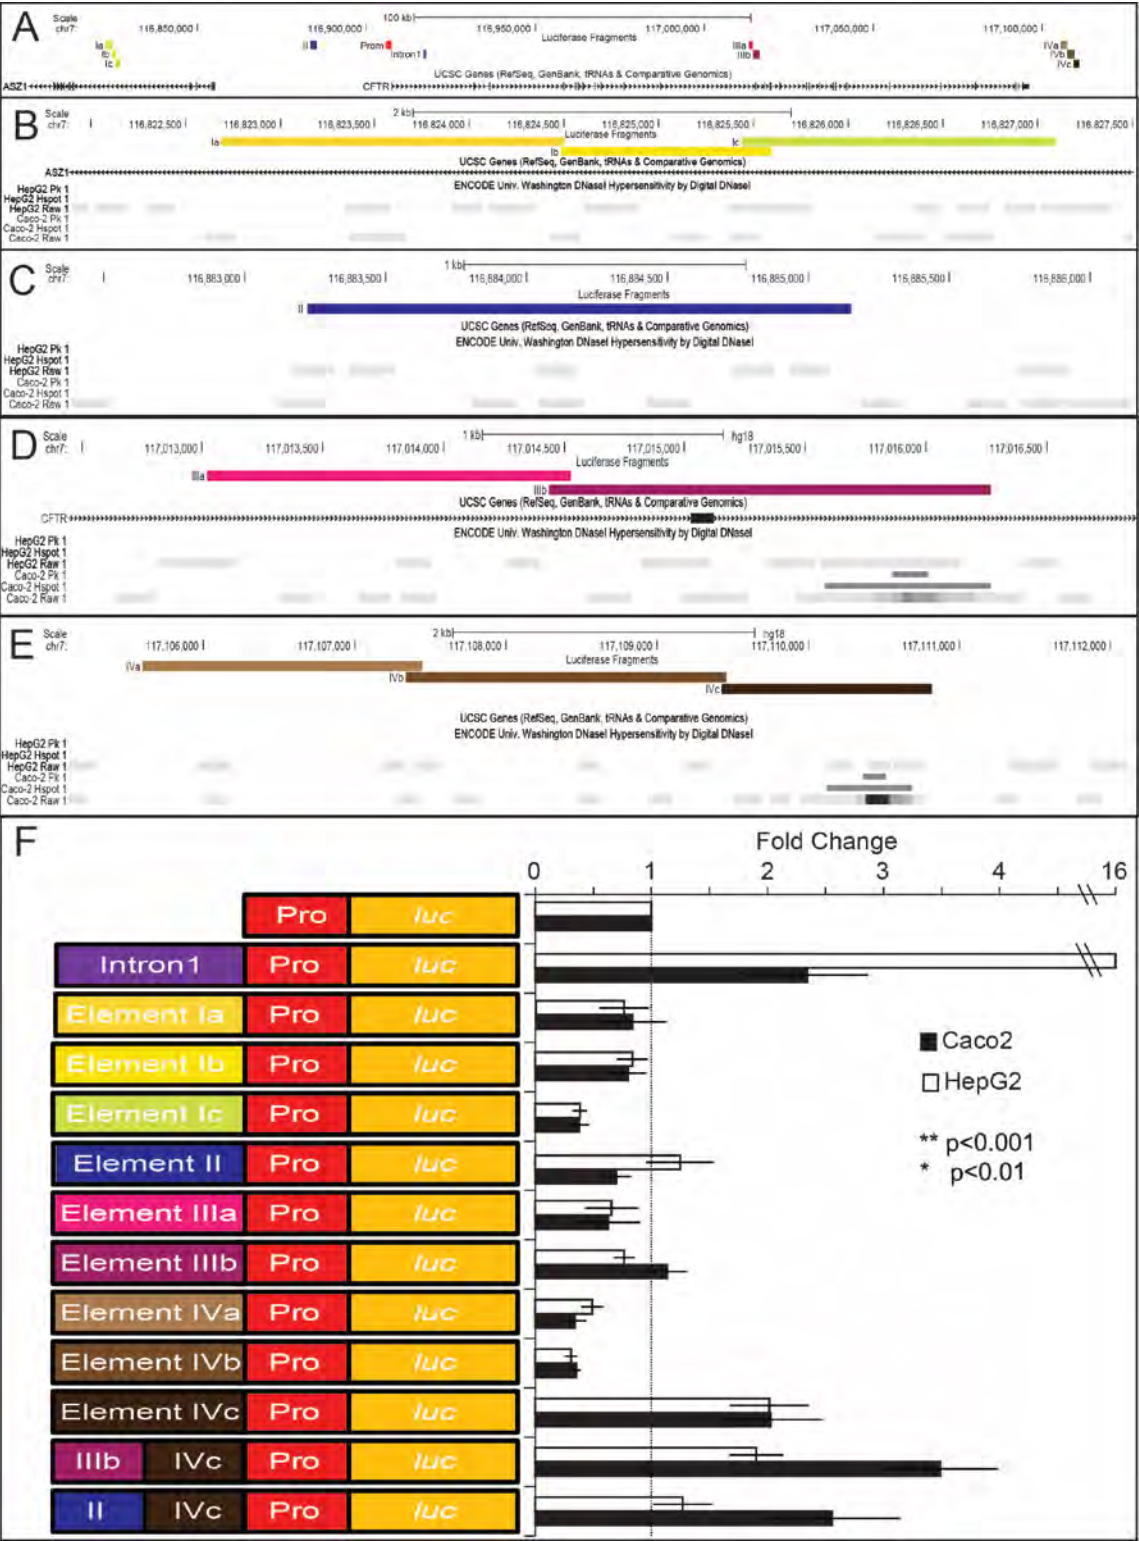 A
Scale
100 kb
chr7:
116,850,000
116,900,000
116,950,000
117,000,000
117,050,000
117,100,000
Luciferase Fragments
Ia
Ib
Ic
II
Prom
Intron1
IIIa
IIIb
IVa
IVb
IVc
UCSC Genes (RefSeq, GenBank, tRNAs & Comparative Genomics)
ASZ1
CFTR
B
Scale
2 kb
chr7:
116,822,500
116,823,000
116,823,500
116,824,000
116,824,500
116,825,000
116,825,500
116,826,000
116,826,500
116,827,000
116,827,500
Luciferase Fragments
Ia
Ib
Ic
UCSC Genes (RefSeq, GenBank, tRNAs & Comparative Genomics)
ASZ1
ENCODE Univ. Washington DNaseI Hypersensitivity by Digital DNaseI
HepG2 Pk 1
HepG2 Hspot 1
HepG2 Raw 1
Caco-2 Pk 1
Caco-2 Hspot 1
Caco-2 Raw 1
C
Scale
1 kb
chr7:
116,883,000
116,883,500
116,884,000
116,884,500
116,885,000
116,885,500
116,886,000
Luciferase Fragments
II
UCSC Genes (RefSeq, GenBank, tRNAs & Comparative Genomics)
ENCODE Univ. Washington DNaseI Hypersensitivity by Digital DNaseI
HepG2 Pk 1
HepG2 Hspot 1
HepG2 Raw 1
Caco-2 Pk 1
Caco-2 Hspot 1
Caco-2 Raw 1
D
Scale
1 kb
hg18
chr7:
117,013,000
117,013,500
117,014,000
117,014,500
117,015,000
117,015,500
117,016,000
117,016,500
Luciferase Fragments
IIIa
IIIb
UCSC Genes (RefSeq, GenBank, tRNAs & Comparative Genomics)
CFTR
ENCODE Univ. Washington DNaseI Hypersensitivity by Digital DNaseI
HepG2 Pk 1
HepG2 Hspot 1
HepG2 Raw 1
Caco-2 Pk 1
Caco-2 Hspot 1
Caco-2 Raw 1
E
Scale
2 kb
hg18
chr7:
117,106,000
117,107,000
117,108,000
117,109,000
117,110,000
117,111,000
117,112,000
Luciferase Fragments
IVa
IVb
IVc
UCSC Genes (RefSeq, GenBank, tRNAs & Comparative Genomics)
ENCODE Univ. Washington DNaseI Hypersensitivity by Digital DNaseI
HepG2 Pk 1
HepG2 Hspot 1
HepG2 Raw 1
Caco-2 Pk 1
Caco-2 Hspot 1
Caco-2 Raw 1
F
Fold Change
0 1 2 3 4 16
Pro luc
Intron1 Pro luc
Element Ia Pro luc
Element Ib Pro luc
Element Ic Pro luc
Element II Pro luc
Element IIIa Pro luc
Element IIIb Pro luc
Element IVa Pro luc
Element IVb Pro luc
Element IVc Pro luc
IIIb IVc Pro luc
II IVc Pro luc
Caco2
HepG2
** p<0.001
* p<0.01